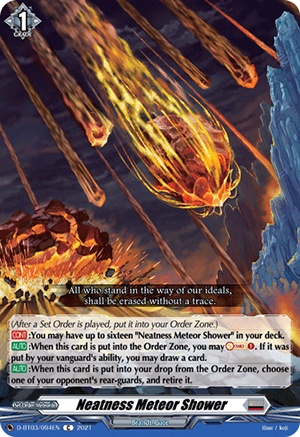 1
GRADE
All who stand in the way of our ideals,
shall be erased without a trace.
(After a Set Order is played, put it into your Order Zone.)
CONT:You may have up to sixteen "Neatness Meteor Shower" in your deck.
AUTO:When this card is put into the Order Zone, you may 1. If it was
put by your vanguard's ability, you may draw a card.
AUTO:When this card is put into your drop from the Order Zone, choose
one of your opponent's rear-guards, and retire it.
Neatness Meteor Shower
D-BT03/094EN C 2021
Brandt Gate